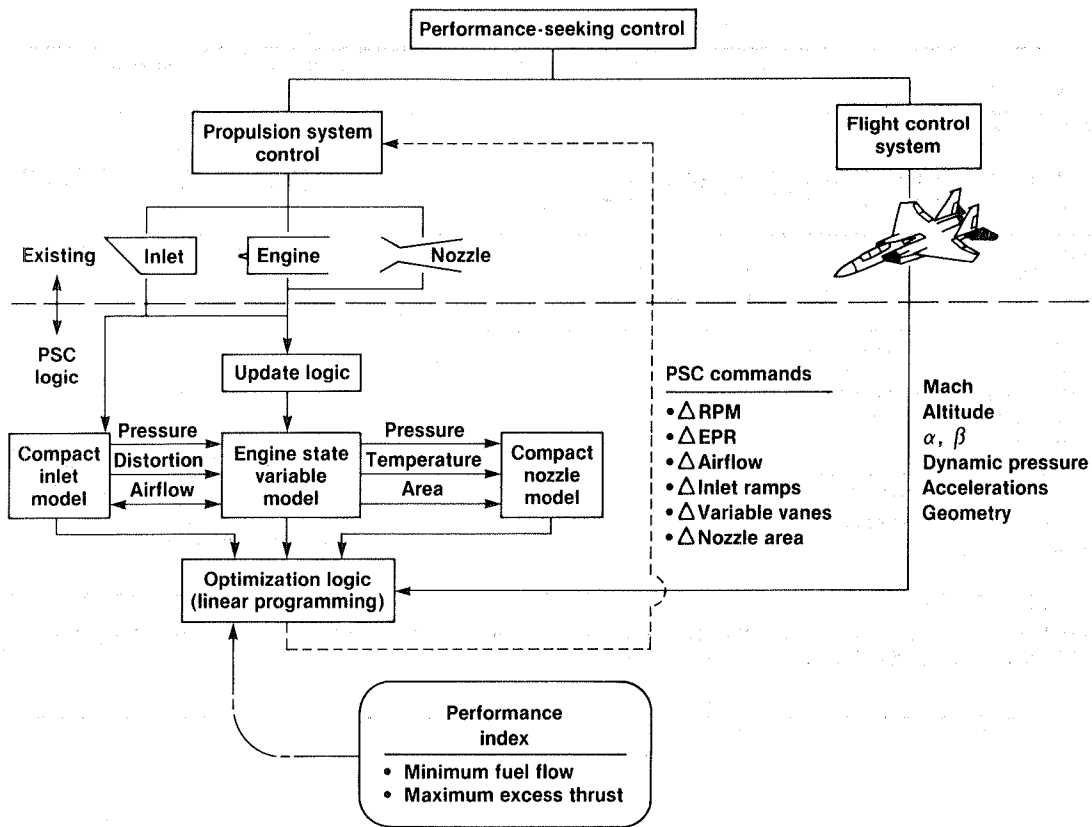 Performance-seeking control
Propulsion system
control
Flight control
system
Existing
Inlet
Engine
Nozzle
PSC
logic
Update logic
PSC commands
• Δ RPM
• Δ EPR
• Δ Airflow
• Δ Inlet ramps
• Δ Variable vanes
• Δ Nozzle area
Mach
Altitude
α, β
Dynamic pressure
Accelerations
Geometry
Compact
inlet
model
Pressure
Distortion
Airflow
Engine state
variable
model
Pressure
Temperature
Area
Compact
nozzle
model
Optimization logic
(linear programming)
Performance
index
• Minimum fuel flow
• Maximum excess thrust